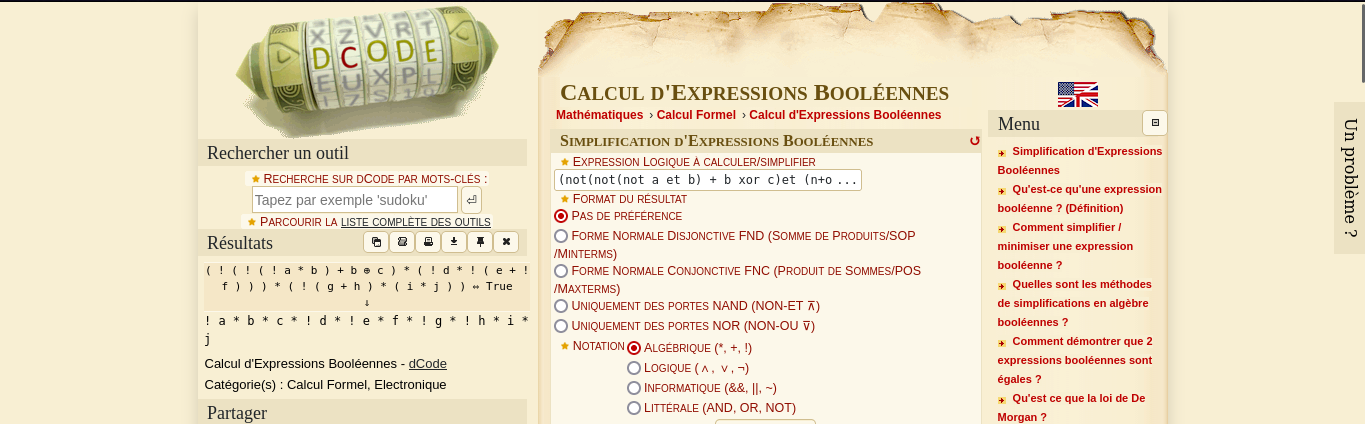 DCODE
Rechercher un outil
Recherche sur dCode par mots-clés :
Tapez par exemple 'sudoku'
Parcourir la liste complète des outils
Résultats
( ! ( ! ( ! a * b ) + b ⊕ c ) * ( ! d * ! ( e + !
f ) ) ) * ( ! ( g + h ) * ( i * j ) ) ⇔ True
↓
! a * b * c * ! d * ! e * f * ! g * ! h * i *
j
Calcul d'Expressions Booléennes - dCode
Catégorie(s) : Calcul Formel, Electronique
Partager
Calcul d'Expressions Booléennes
Mathématiques › Calcul Formel › Calcul d'Expressions Booléennes
Simplification d'Expressions Booléennes
Expression Logique à calculer/simplifier
(not(not(not a et b) + b xor c)et (n+o ...
Format du résultat
Pas de préférence
Forme Normale Disjonctive FND (Somme de Produits/SOP
/Minterms)
Forme Normale Conjonctive FNC (Produit de Sommes/POS
/Maxterms)
Uniquement des portes NAND (NON-ET ⊼)
Uniquement des portes NOR (NON-OU ⊽)
Notation
Algébrique (*, +, !)
Logique (∧, ∨, ¬)
Informatique (&&, ||, ~)
Littérale (AND, OR, NOT)
Menu
Simplification d'Expressions
Booléennes
Qu'est-ce qu'une expression
booléenne ? (Définition)
Comment simplifier /
minimiser une expression
booléenne ?
Quelles sont les méthodes
de simplifications en algèbre
booléennes ?
Comment démontrer que 2
expressions booléennes sont
égales ?
Qu'est ce que la loi de De
Morgan ?
Un problème ?